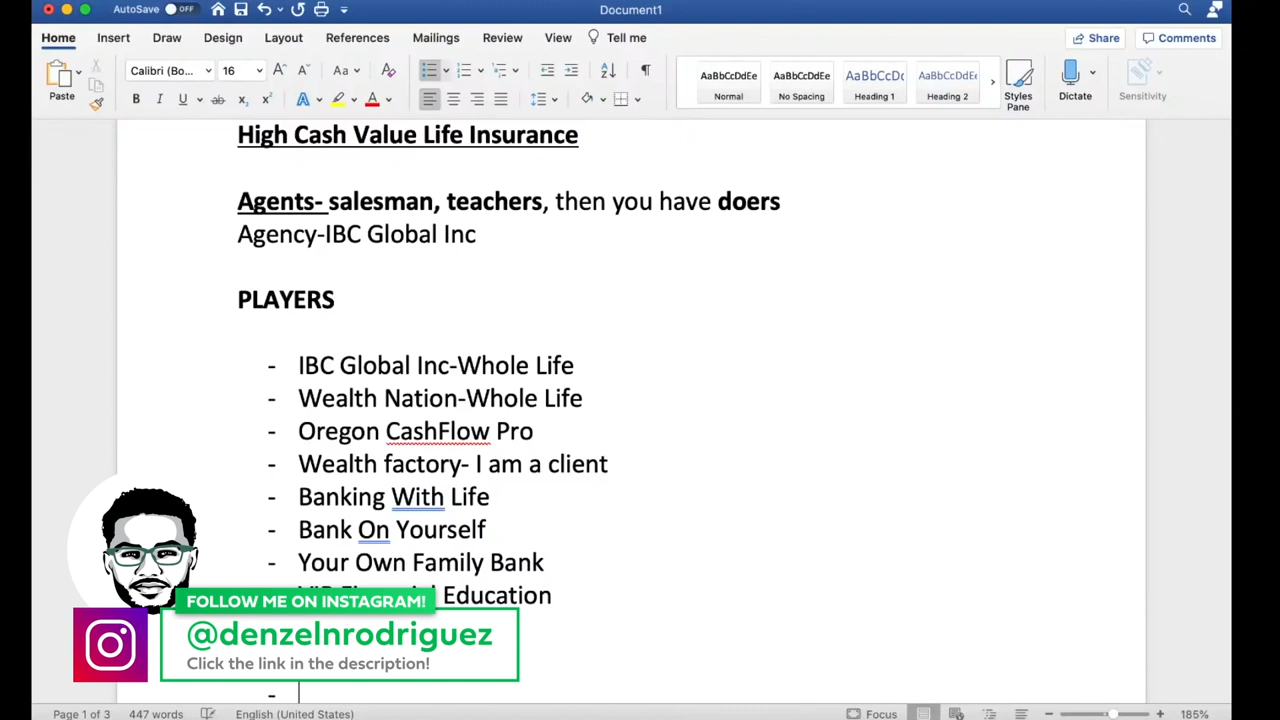 AutoSave OFF
Document1
Home Insert Draw Design Layout References Mailings Review View Tell me Share Comments
Paste
Calibri (Bo... 16
AaBbCcDdEe AaBbCcDdEe AaBbCcDc AaBbCcDdE
Normal No Spacing Heading 1 Heading 2
Styles Pane Dictate Sensitivity
High Cash Value Life Insurance
Agents- salesman, teachers, then you have doers
Agency-IBC Global Inc
PLAYERS
- IBC Global Inc-Whole Life
- Wealth Nation-Whole Life
- Oregon CashFlow Pro
- Wealth factory- I am a client
- Banking With Life
- Bank On Yourself
- Your Own Family Bank
Education
-
FOLLOW ME ON INSTAGRAM!
@denzelnrodriguez
Click the link in the description!
Page 1 of 3 447 words English (United States) Focus 185%